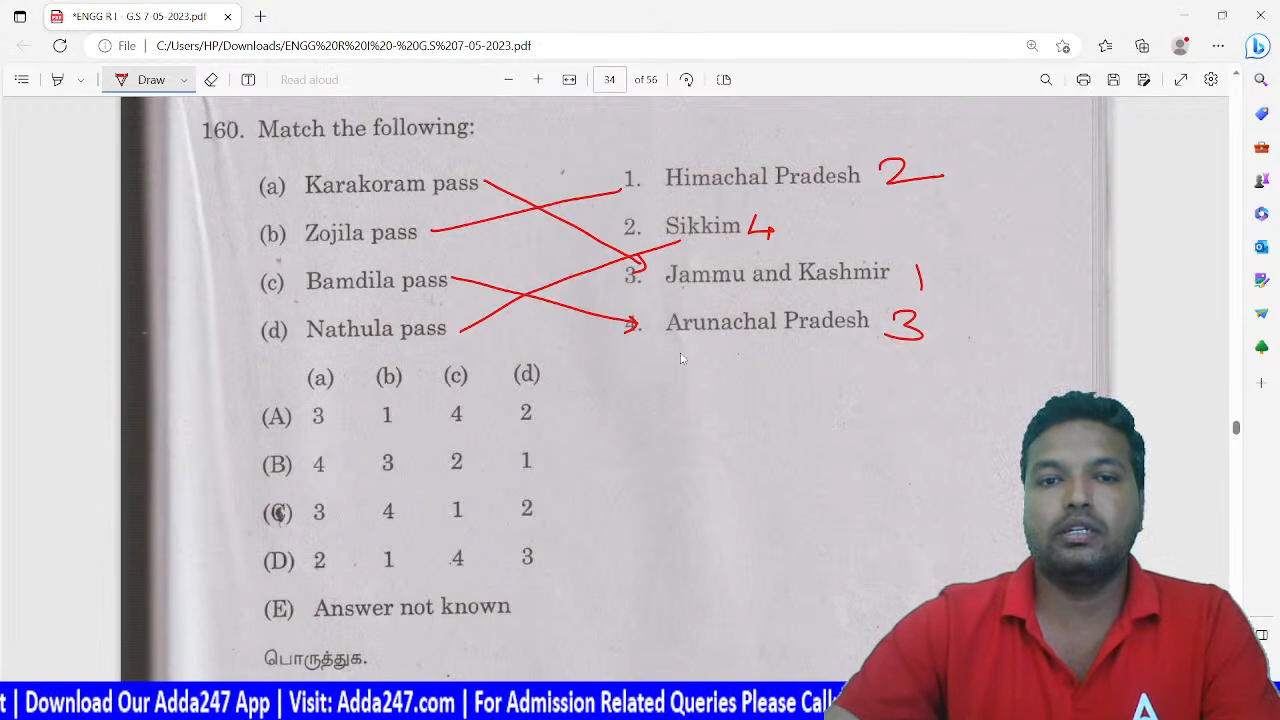 *ENGG R I - G.S 7-05-2023.pdf
File C:/Users/HP/Downloads/ENGG%20R%20I%20-%20G.S%207-05-2023.pdf
Draw Read aloud 34 of 56
160. Match the following:
(a) Karakoram pass 1. Himachal Pradesh 2
(b) Zojila pass 2. Sikkim 4
(c) Bamdila pass 3. Jammu and Kashmir 1
(d) Nathula pass 4. Arunachal Pradesh 3
(a) (b) (c) (d)
(A) 3 1 4 2
(B) 4 3 2 1
(C) 3 4 1 2
(D) 2 1 4 3
(E) Answer not known
பொருத்துக.
t | Download Our Adda247 App | Visit: Adda247.com | For Admission Related Queries Please Call